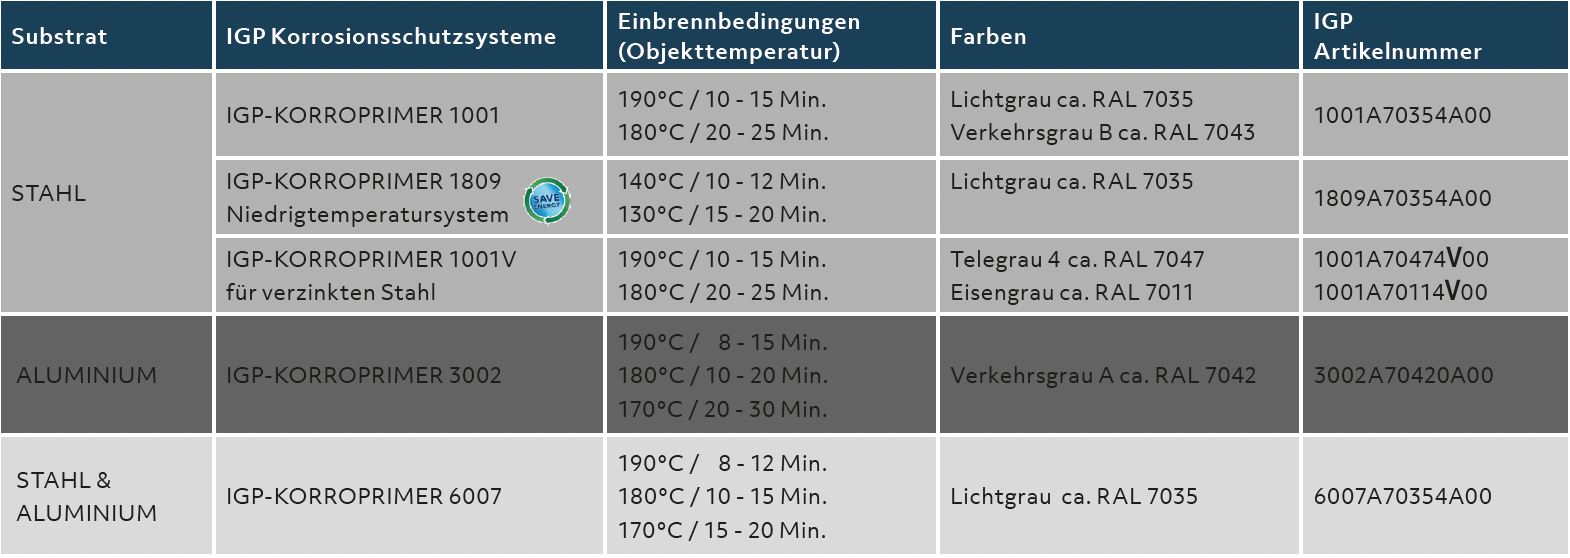 Substrat
IGP Korrosionsschutzsysteme
Einbrennbedingungen
(Objekttemperatur)
Farben
IGP
Artikelnummer
STAHL
IGP-KORROPRIMER 1001
190°C / 10 - 15 Min.
180°C / 20 - 25 Min.
Lichtgrau ca. RAL 7035
Verkehrsgrau B ca. RAL 7043
1001A70354A00
IGP-KORROPRIMER 1809
Niedrigtemperatursystem
SAVE
ENERGY
140°C / 10 - 12 Min.
130°C / 15 - 20 Min.
Lichtgrau ca. RAL 7035
1809A70354A00
IGP-KORROPRIMER 1001V
für verzinkten Stahl
190°C / 10 - 15 Min.
180°C / 20 - 25 Min.
Telegrau 4 ca. RAL 7047
Eisengrau ca. RAL 7011
1001A70474V00
1001A70114V00
ALUMINIUM
IGP-KORROPRIMER 3002
190°C / 8 - 15 Min.
180°C / 10 - 20 Min.
170°C / 20 - 30 Min.
Verkehrsgrau A ca. RAL 7042
3002A70420A00
STAHL &
ALUMINIUM
IGP-KORROPRIMER 6007
190°C / 8 - 12 Min.
180°C / 10 - 15 Min.
170°C / 15 - 20 Min.
Lichtgrau ca. RAL 7035
6007A70354A00